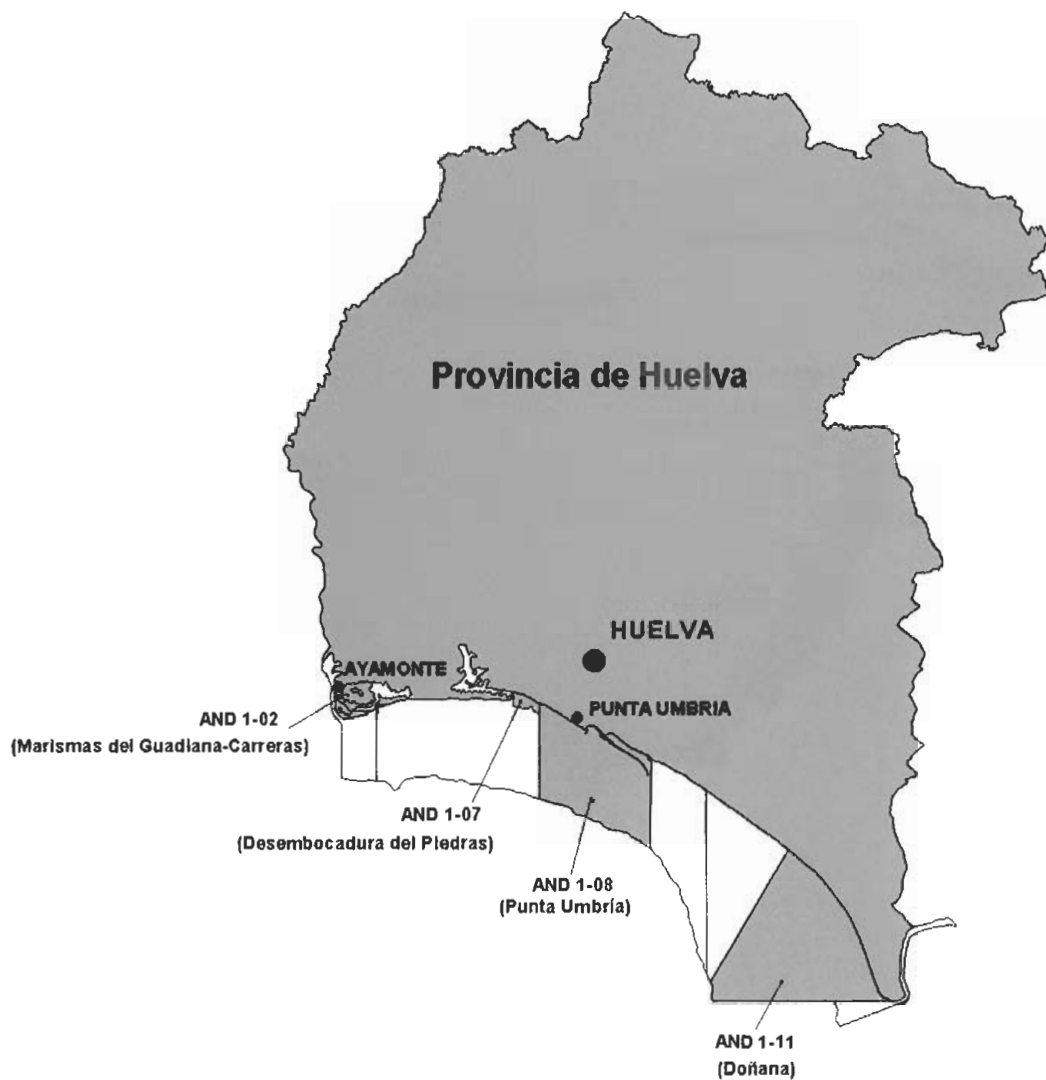 Provincia de Huelva
HUELVA
AYAMONTE
PUNTA UMBRIA
AND 1-02
(Marismas del Guadiana-Carreras)
AND 1-07
(Desembocadura del Piedras)
AND 1-08
(Punta Umbría)
AND 1-11
(Doñana)